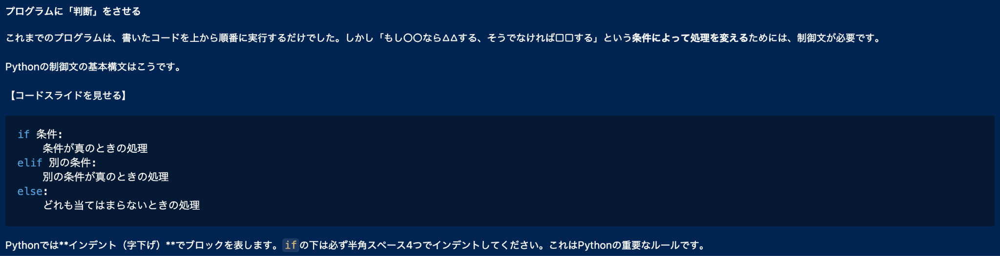 プログラムに「判断」をさせる
これまでのプログラムは、書いたコードを上から順番に実行するだけでした。しかし「もし〇〇なら△△する、そうでなければ□□する」という条件によって処理を変えるためには、制御文が必要です。
Pythonの制御文の基本構文はこうです。
【コードスライドを見せる】
if 条件:
    条件が真のときの処理
elif 別の条件:
    別の条件が真のときの処理
else:
    どれも当てはまらないときの処理
Pythonでは**インデント（字下げ）**でブロックを表します。ifの下は必ず半角スペース4つでインデントしてください。これはPythonの重要なルールです。